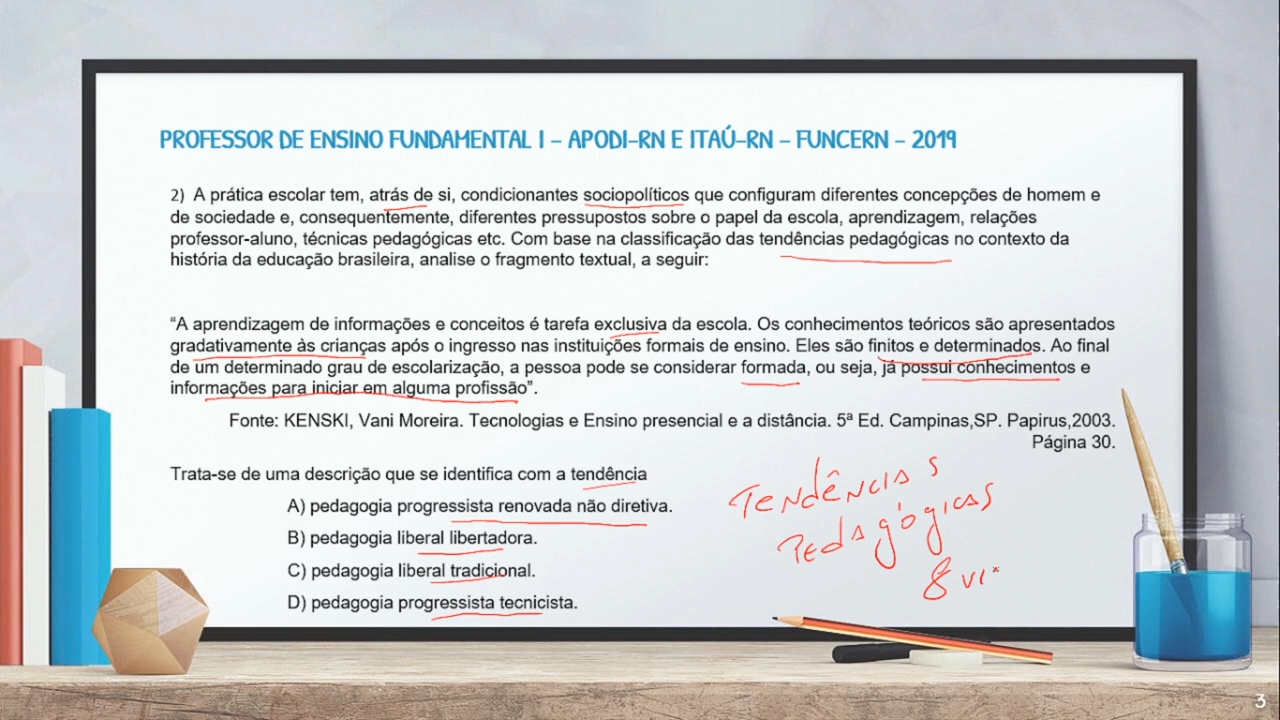 PROFESSOR DE ENSINO FUNDAMENTAL I – APODI-RN E ITAÚ-RN – FUNCERN – 2019
2) A prática escolar tem, atrás de si, condicionantes sociopolíticos que configuram diferentes concepções de homem e
de sociedade e, consequentemente, diferentes pressupostos sobre o papel da escola, aprendizagem, relações
professor-aluno, técnicas pedagógicas etc. Com base na classificação das tendências pedagógicas no contexto da
história da educação brasileira, analise o fragmento textual, a seguir:
“A aprendizagem de informações e conceitos é tarefa exclusiva da escola. Os conhecimentos teóricos são apresentados
gradativamente às crianças após o ingresso nas instituições formais de ensino. Eles são finitos e determinados. Ao final
de um determinado grau de escolarização, a pessoa pode se considerar formada, ou seja, já possui conhecimentos e
informações para iniciar em alguma profissão”.
Fonte: KENSKI, Vani Moreira. Tecnologias e Ensino presencial e a distância. 5ª Ed. Campinas,SP. Papirus,2003.
Página 30.
Trata-se de uma descrição que se identifica com a tendência
A) pedagogia progressista renovada não diretiva.
B) pedagogia liberal libertadora.
C) pedagogia liberal tradicional.
D) pedagogia progressista tecnicista.
Tendências
Pedagógicas
8
3